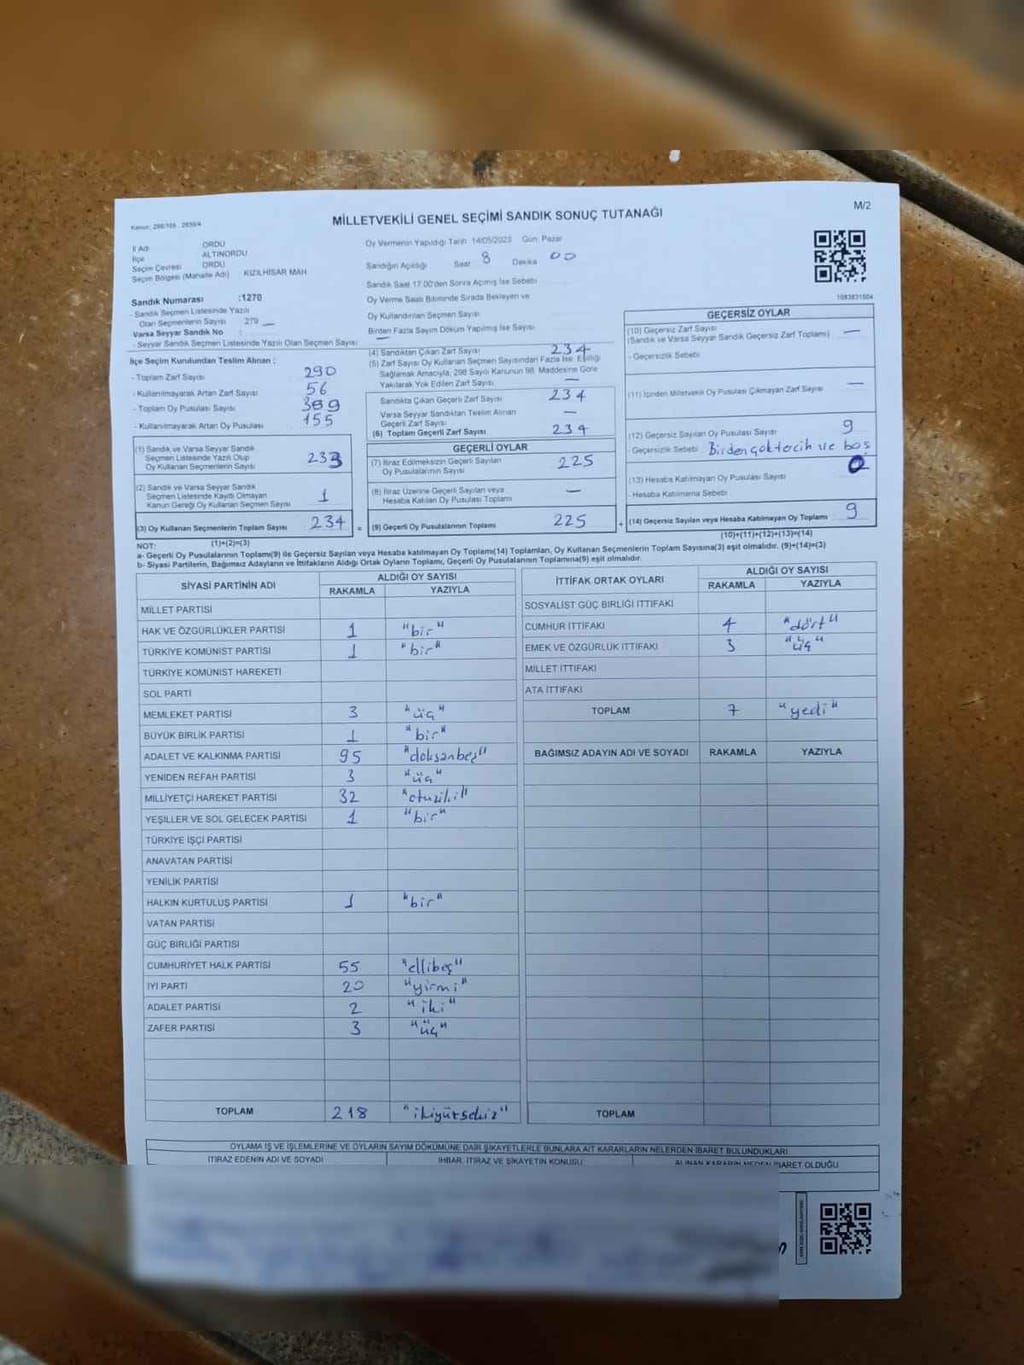 M/2
MİLLETVEKİLİ GENEL SEÇİMİ SANDIK SONUÇ TUTANAĞI
İl Adı ORDU
İlçe ALTINORDU
Seçim Çevresi ORDU
Seçim Bölgesi (Mahalle Adı) KIZILHİSAR MAH
Sandık Numarası :1270
- Sandık Seçmen Listesinde Yazılı
Olan Seçmenlerin Sayısı 279
Varsa Seyyar Sandık No :
- Seyyar Sandık Seçmen Listesinde Yazılı Olan Seçmen Sayısı:
Oy Vermenin Yapıldığı Tarih 14/05/2023 Gün: Pazar
Sandığın Açıldığı Saat 8 Dakika 00
Sandık Saat 17.00'den Sonra Açılmış İse Sebebi
Oy Verme Saati Bitiminde Sırada Bekleyen ve
Oy Kullandırılan Seçmen Sayısı
Birden Fazla Sayım Döküm Yapılmış İse Sayısı
1083831504
İlçe Seçim Kurulundan Teslim Alınan ;
- Toplam Zarf Sayısı 290
- Kullanılmayarak Artan Zarf Sayısı 56
- Toplam Oy Pusulası Sayısı 389
- Kullanılmayarak Artan Oy Pusulası 155
(1) Sandık ve Varsa Seyyar Sandık
Seçmen Listesinde Yazılı Olup
Oy Kullanan Seçmenlerin Sayısı 233
(2) Sandık ve Varsa Seyyar Sandık
Seçmen Listesinde Kayıtlı Olmayan
Kanun Gereği Oy Kullanan Seçmen Sayısı 1
(3) Oy Kullanan Seçmenlerin Toplam Sayısı 234
(1)+(2)=(3)
(4) Sandıktan Çıkan Zarf Sayısı 234
(5) Zarf Sayısı Oy Kullanan Seçmen Sayısından Fazla İse, Eşitliği
Sağlamak Amacıyla, 298 Sayılı Kanunun 98. Maddesine Göre
Yakılarak Yok Edilen Zarf Sayısı —
Sandıkta Çıkan Geçerli Zarf Sayısı 234
Varsa Seyyar Sandıktan Teslim Alınan
Geçerli Zarf Sayısı —
(6) Toplam Geçerli Zarf Sayısı 234
GEÇERLİ OYLAR
(7) İtiraz Edilmeksizin Geçerli Sayılan
Oy Pusulalarının Sayısı 225
(8) İtiraz Üzerine Geçerli Sayılan veya
Hesaba Katılan Oy Pusulası Toplamı —
= (9) Geçerli Oy Pusulalarının Toplamı 225
GEÇERSİZ OYLAR
(10) Geçersiz Zarf Sayısı
(Sandık ve Varsa Seyyar Sandık Geçersiz Zarf Toplamı) —
- Geçersizlik Sebebi
(11) İçinden Milletvekili Oy Pusulası Çıkmayan Zarf Sayısı —
(12) Geçersiz Sayılan Oy Pusulası Sayısı 9
- Geçersizlik Sebebi Birden çok tercih ve boş
(13) Hesaba Katılmayan Oy Pusulası Sayısı 0
- Hesaba Katılmama Sebebi
+ (14) Geçersiz Sayılan veya Hesaba Katılmayan Oy Toplamı 9
(10)+(11)+(12)+(13)=(14)
NOT:
a- Geçerli Oy Pusulalarının Toplamı(9) ile Geçersiz Sayılan veya Hesaba katılmayan Oy Toplamı(14) Toplamları, Oy Kullanan Seçmenlerin Toplam Sayısına(3) eşit olmalıdır. (9)+(14)=(3)
b- Siyasi Partilerin, Bağımsız Adayların ve İttifakların Aldığı Oyların Toplamı, Geçerli Oy Pusulalarının Toplamına(9) eşit olmalıdır.
SİYASİ PARTİNİN ADI ALDIĞI OY SAYISI
RAKAMLA YAZIYLA
MİLLET PARTİSİ
HAK VE ÖZGÜRLÜKLER PARTİSİ 1 "bir"
TÜRKİYE KOMÜNİST PARTİSİ 1 "bir"
TÜRKİYE KOMÜNİST HAREKETİ
SOL PARTİ
MEMLEKET PARTİSİ 3 "üç"
BÜYÜK BİRLİK PARTİSİ 1 "bir"
ADALET VE KALKINMA PARTİSİ 95 "doksanbeş"
YENİDEN REFAH PARTİSİ 3 "üç"
MİLLİYETÇİ HAREKET PARTİSİ 32 "otuziki"
YEŞİLLER VE SOL GELECEK PARTİSİ 1 "bir"
TÜRKİYE İŞÇİ PARTİSİ
ANAVATAN PARTİSİ
YENİLİK PARTİSİ
HALKIN KURTULUŞ PARTİSİ 1 "bir"
VATAN PARTİSİ
GÜÇ BİRLİĞİ PARTİSİ
CUMHURİYET HALK PARTİSİ 55 "ellibeş"
İYİ PARTİ 20 "yirmi"
ADALET PARTİSİ 2 "iki"
ZAFER PARTİSİ 3 "üç"
TOPLAM 218
İTTİFAK ORTAK OYLARI ALDIĞI OY SAYISI
RAKAMLA YAZIYLA
SOSYALİST GÜÇ BİRLİĞİ İTTİFAKI
CUMHUR İTTİFAKI 4 "dört"
EMEK VE ÖZGÜRLÜK İTTİFAKI 3 "üç"
MİLLET İTTİFAKI
ATA İTTİFAKI
TOPLAM 7 "yedi"
BAĞIMSIZ ADAYIN ADI VE SOYADI RAKAMLA YAZIYLA
TOPLAM
OYLAMA İŞ VE İŞLEMLERİNE VE OYLARIN SAYIM DÖKÜMÜNE DAİR ŞİKAYETLERLE BUNLARA AİT KARARLARIN NELERDEN İBARET BULUNDUKLARI
İTİRAZ EDENİN ADI VE SOYADI İHBAR, İTİRAZ VE ŞİKAYETİN KONUSU ALINAN KARARIN NEDEN İBARET OLDUĞU